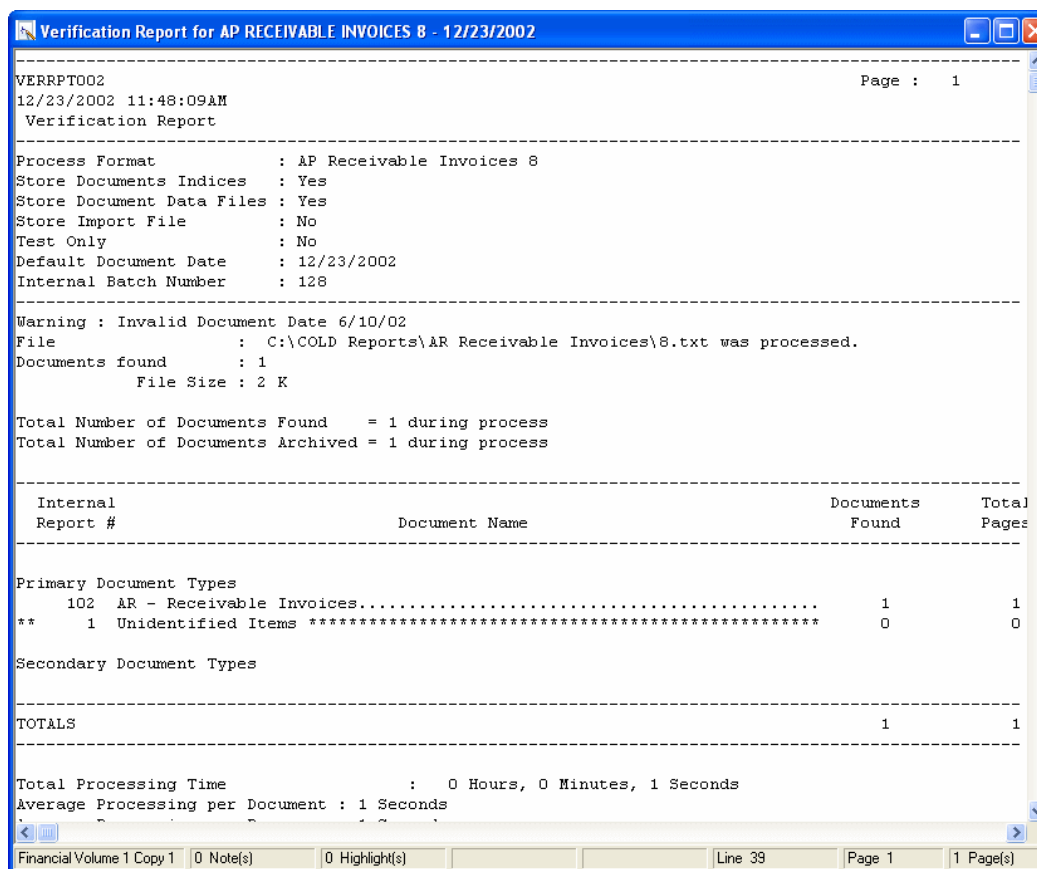 Verification Report for AP RECEIVABLE INVOICES 8 - 12/23/2002
VERRPT002 Page : 1
12/23/2002 11:48:09AM
Verification Report
Process Format : AP Receivable Invoices 8
Store Documents Indices : Yes
Store Document Data Files : Yes
Store Import File : No
Test Only : No
Default Document Date : 12/23/2002
Internal Batch Number : 128
Warning : Invalid Document Date 6/10/02
File : C:\COLD Reports\AR Receivable Invoices\8.txt was processed.
Documents found : 1
File Size : 2 K
Total Number of Documents Found = 1 during process
Total Number of Documents Archived = 1 during process
Internal Documents Total
Report # Document Name Found Pages
Primary Document Types
102 AR - Receivable Invoices.............................................. 1 1
** 1 Unidentified Items *************************************************** 0 0
Secondary Document Types
TOTALS 1 1
Total Processing Time : 0 Hours, 0 Minutes, 1 Seconds
Average Processing per Document : 1 Seconds
Financial Volume 1 Copy 1 0 Note(s) 0 Highlight(s) Line 39 Page 1 1 Page(s)